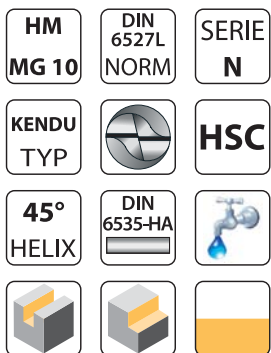 HM
MG 10
DIN
6527L
NORM
SERIE
N
KENDU
TYP
HSC
45°
HELIX
DIN
6535-HA